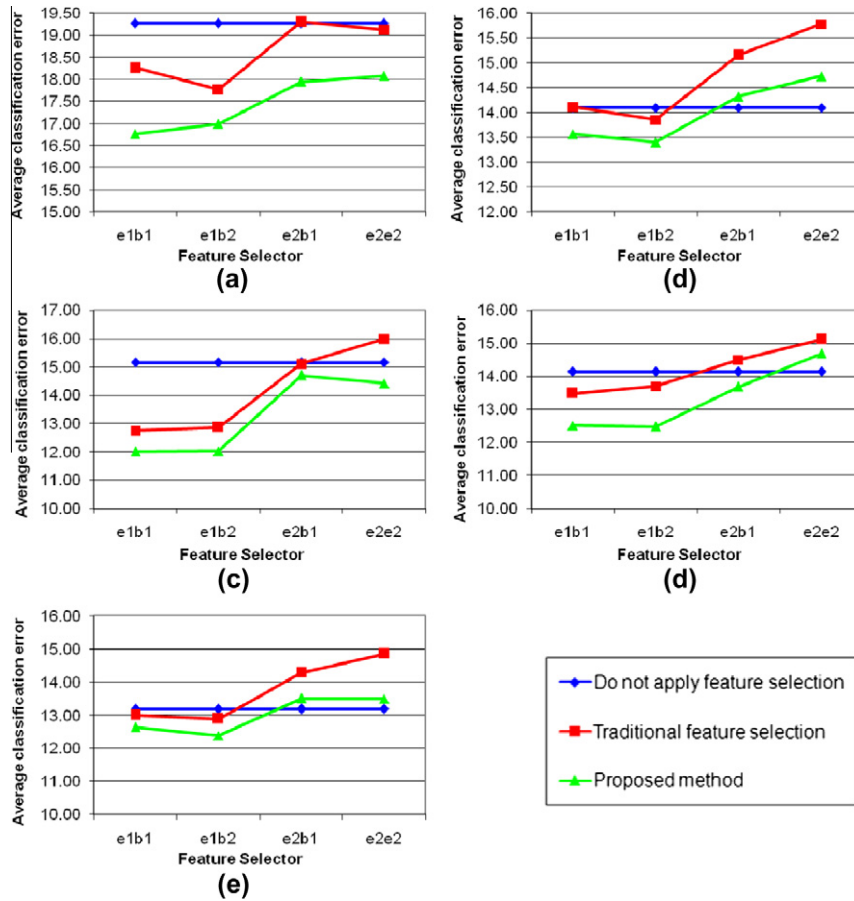 Average classification error
19.50
19.00
18.50
18.00
17.50
17.00
16.50
16.00
15.50
15.00
e1b1 e1b2 e2b1 e2e2
Feature Selector
(a)
Average classification error
16.00
15.50
15.00
14.50
14.00
13.50
13.00
12.50
12.00
e1b1 e1b2 e2b1 e2e2
Feature Selector
(d)
Average classification error
17.00
16.00
15.00
14.00
13.00
12.00
11.00
10.00
e1b1 e1b2 e2b1 e2e2
Feature Selector
(c)
Average classification error
16.00
15.00
14.00
13.00
12.00
11.00
10.00
e1b1 e1b2 e2b1 e2e2
Feature Selector
(d)
Average classification error
16.00
15.00
14.00
13.00
12.00
11.00
10.00
e1b1 e1b2 e2b1 e2e2
Feature Selector
(e)
Do not apply feature selection
Traditional feature selection
Proposed method